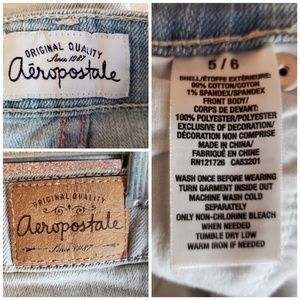 ORIGINAL QUALITY
Since 1987
aéropostale
ORIGINAL QUALITY
aéropostale
Since 1987
5 / 6
SHELL/ÉTOFFE EXTÉRIEURE:
99% COTTON/COTON
1% SPANDEX/SPANDEX
FRONT BODY/
CORPS DE DEVANT:
100% POLYESTER/POLYESTER
EXCLUSIVE OF DECORATION/
DÉCORATION NON COMPRISE
MADE IN CHINA/
FABRIQUÉ EN CHINE
RN121726 CA53201
WASH ONCE BEFORE WEARING
TURN GARMENT INSIDE OUT
MACHINE WASH COLD
SEPARATELY
ONLY NON-CHLORINE BLEACH
WHEN NEEDED
TUMBLE DRY LOW
WARM IRON IF NEEDED